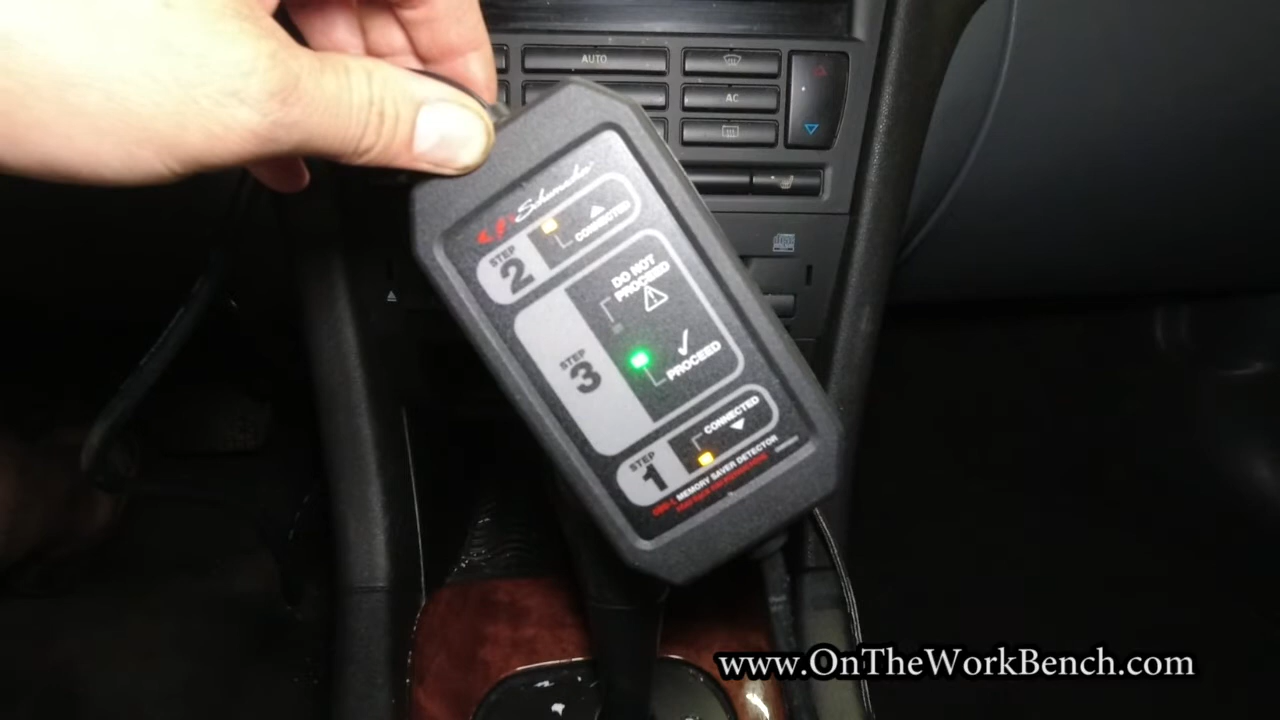 AUTO
AC
Schumacher
STEP
2
CONNECTED
DO NOT
PROCEED
STEP
3
PROCEED
CONNECTED
STEP
1
OBD-L MEMORY SAVER DETECTOR
www.OnTheWorkBench.com